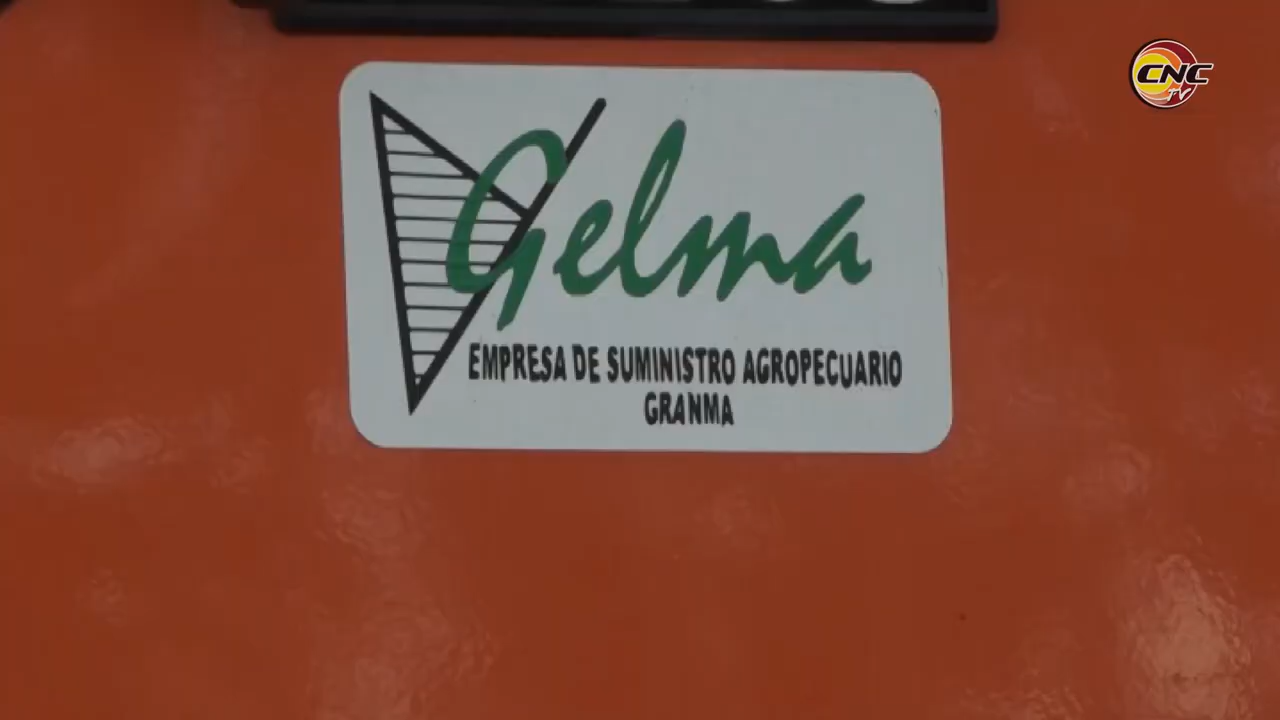 CNC
TV
Gelma
EMPRESA DE SUMINISTRO AGROPECUARIO
GRANMA